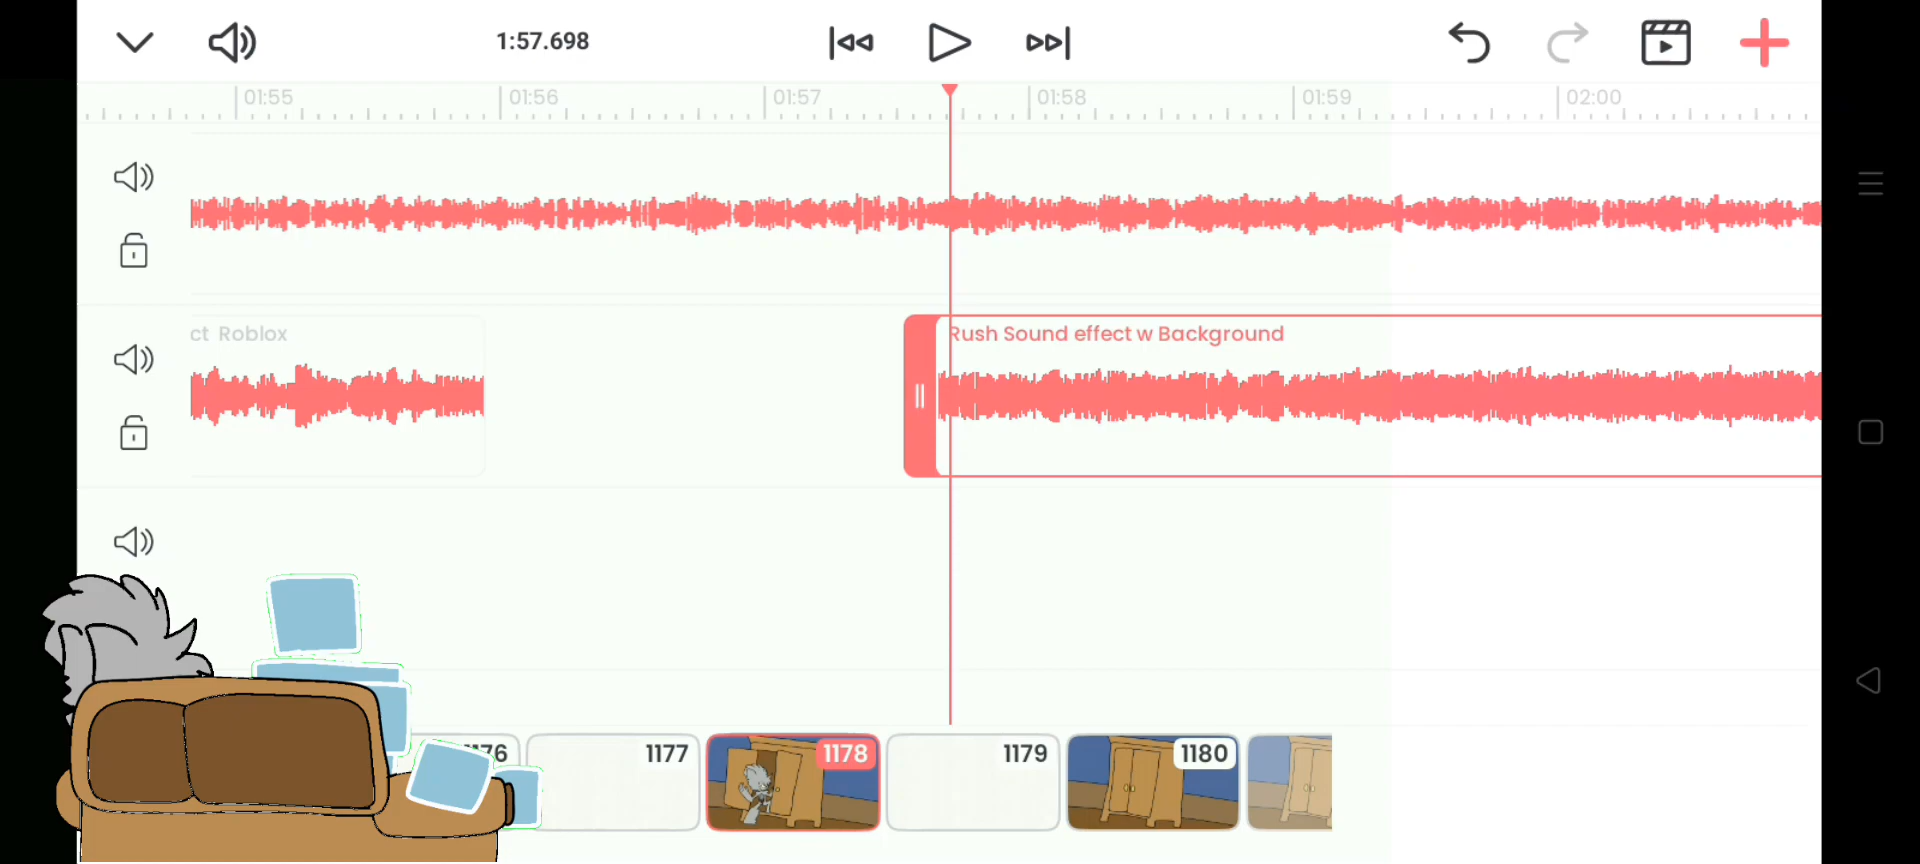 1:57.698
01:55 01:56 01:57 01:58 01:59 02:00
ct Roblox
Rush Sound effect w Background
1177 1178 1179 1180